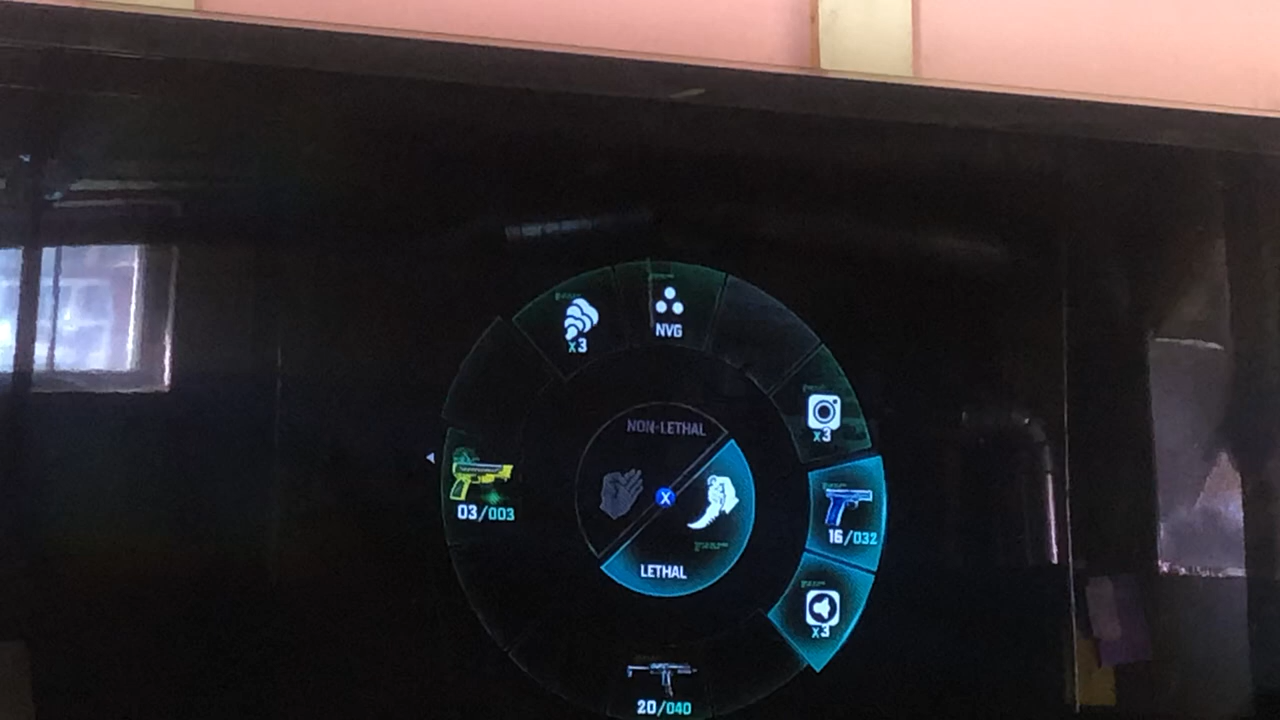 NVG
x3
x3
NON-LETHAL
X
03/003
16/032
LETHAL
x3
20/040